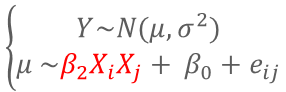 Y~N(μ, σ²)
μ ~β₂XᵢXⱼ + β₀ + eᵢⱼ